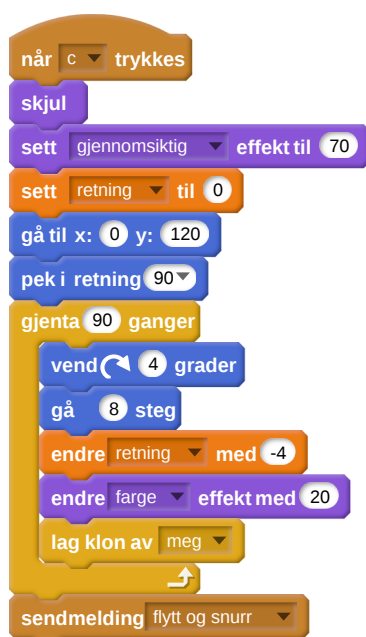 når c trykkes
skjul
sett gjennomsiktig effekt til 70
sett retning til 0
gå til x: 0 y: 120
pek i retning 90
gjenta 90 ganger
vend 4 grader
gå 8 steg
endre retning med -4
endre farge effekt med 20
lag klon av meg
sendmelding flytt og snurr